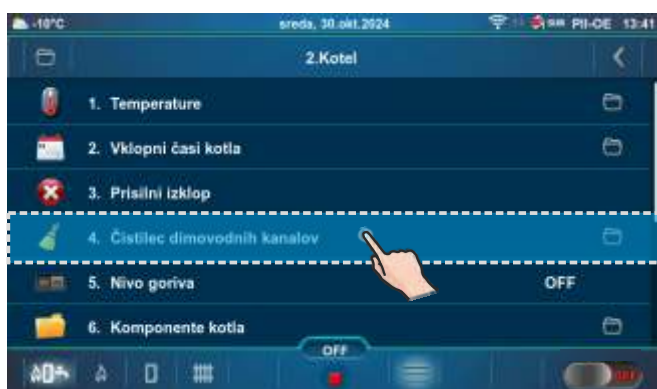 -10°C sreda, 30.okt.2024 PII-OE 13:41
2.Kotel
1. Temperature
2. Vklopni časi kotla
3. Prisilni izklop
4. Čistilec dimovodnih kanalov
5. Nivo goriva OFF
6. Komponente kotla
OFF
OFF